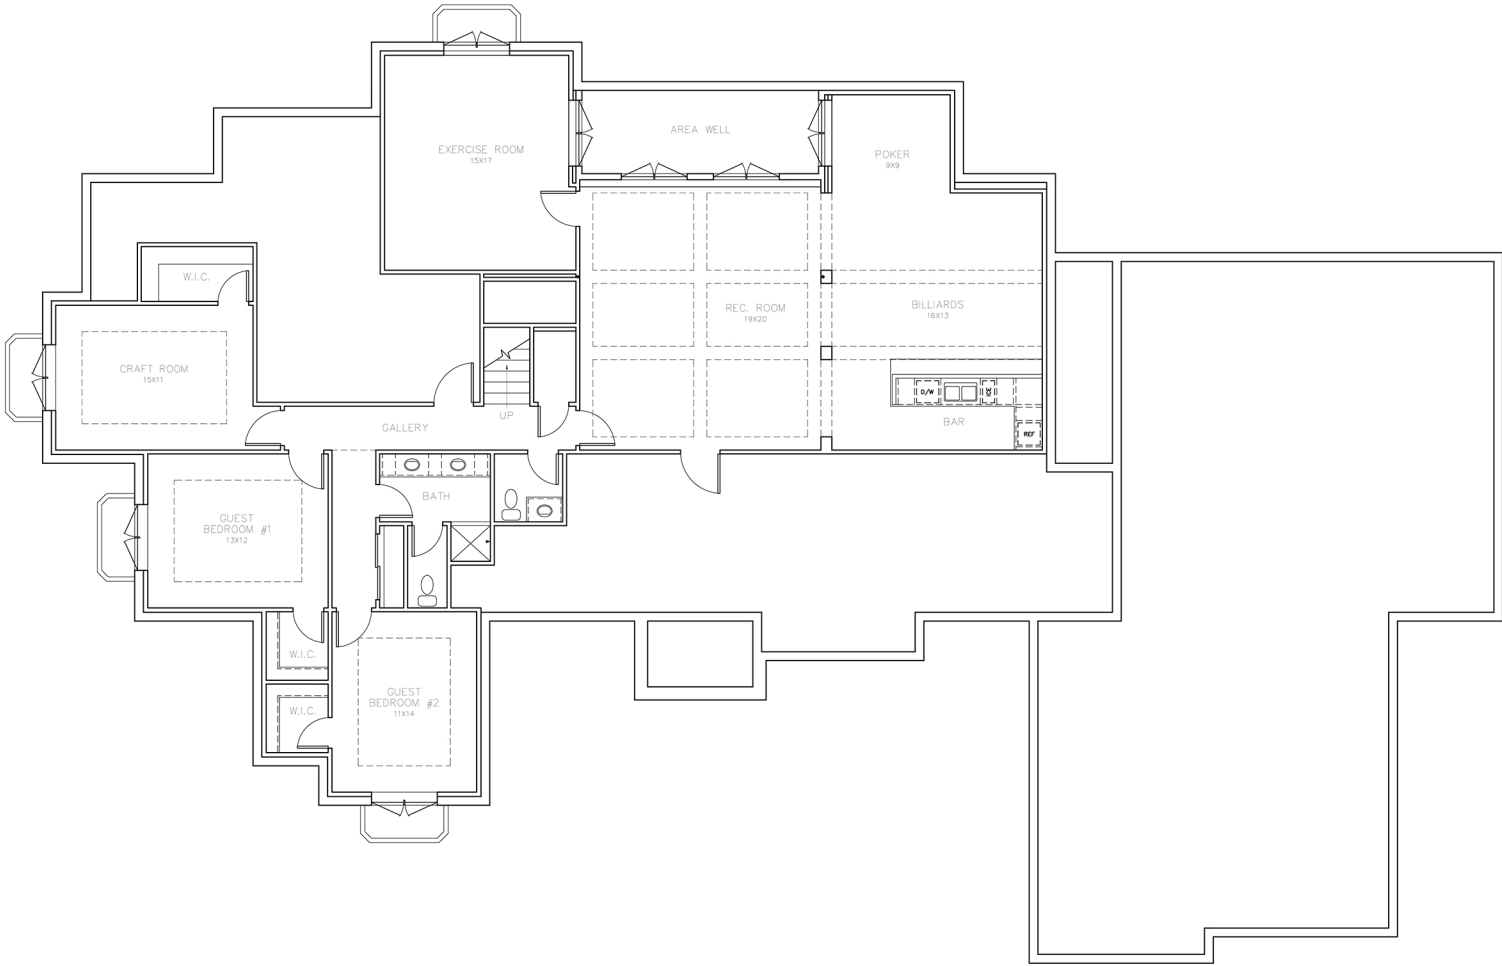 AREA WELL
EXERCISE ROOM
15X17
POKER
9X9
W.I.C.
REC. ROOM
19X20
BILLIARDS
16X13
CRAFT ROOM
15X11
D/W
ICE
UP
GALLERY
BAR
REF
BATH
GUEST
BEDROOM #1
13X12
W.I.C.
GUEST
BEDROOM #2
11X14
W.I.C.